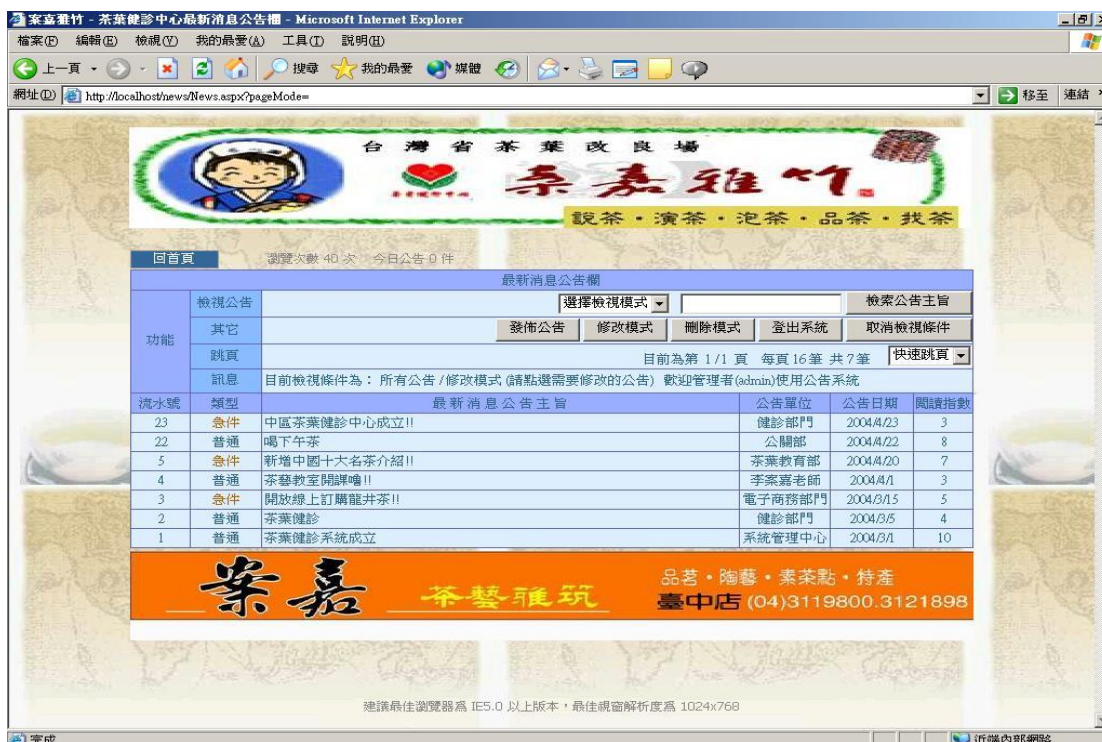 案嘉雅竹 - 茶葉健診中心最新消息公告欄 - Microsoft Internet Explorer
檔案(F) 編輯(E) 檢視(V) 我的最愛(A) 工具(T) 說明(H)
上一頁 搜尋 我的最愛 媒體
網址(D) http://localhost/news/News.aspx?pageMode= 移至 連結
台灣省茶葉改良場
案嘉雅竹
說茶・演茶・泡茶・品茶・找茶
回首頁 瀏覽次數 40 次 今日公告 0 件
最新消息公告欄
功能
檢視公告 選擇檢視模式 檢索公告主旨
其它 發佈公告 修改模式 刪除模式 登出系統 取消檢視條件
跳頁 目前為第 1/1 頁 每頁16筆 共7筆 快速跳頁
訊息 目前檢視條件為： 所有公告 /修改模式 (請點選需要修改的公告) 歡迎管理者(admin)使用公告系統
流水號 類型 最新消息公告主旨 公告單位 公告日期 閱讀指數
23 急件 中區茶葉健診中心成立!! 健診部門 2004/4/23 3
22 普通 喝下午茶 公關部 2004/4/22 8
5 急件 新增中國十大名茶介紹!! 茶葉教育部 2004/4/20 7
4 普通 茶藝教室開課嚕!! 李案嘉老師 2004/4/1 3
3 急件 開放線上訂購龍井茶!! 電子商務部門 2004/3/15 5
2 普通 茶葉健診 健診部門 2004/3/5 4
1 普通 茶葉健診系統成立 系統管理中心 2004/3/1 10
案嘉 茶藝雅筑
品茗・陶藝・素茶點・特產
臺中店 (04)3119800.3121898
建議最佳瀏覽器為 IE5.0 以上版本，最佳視窗解析度為 1024x768
完成 近端內部網路